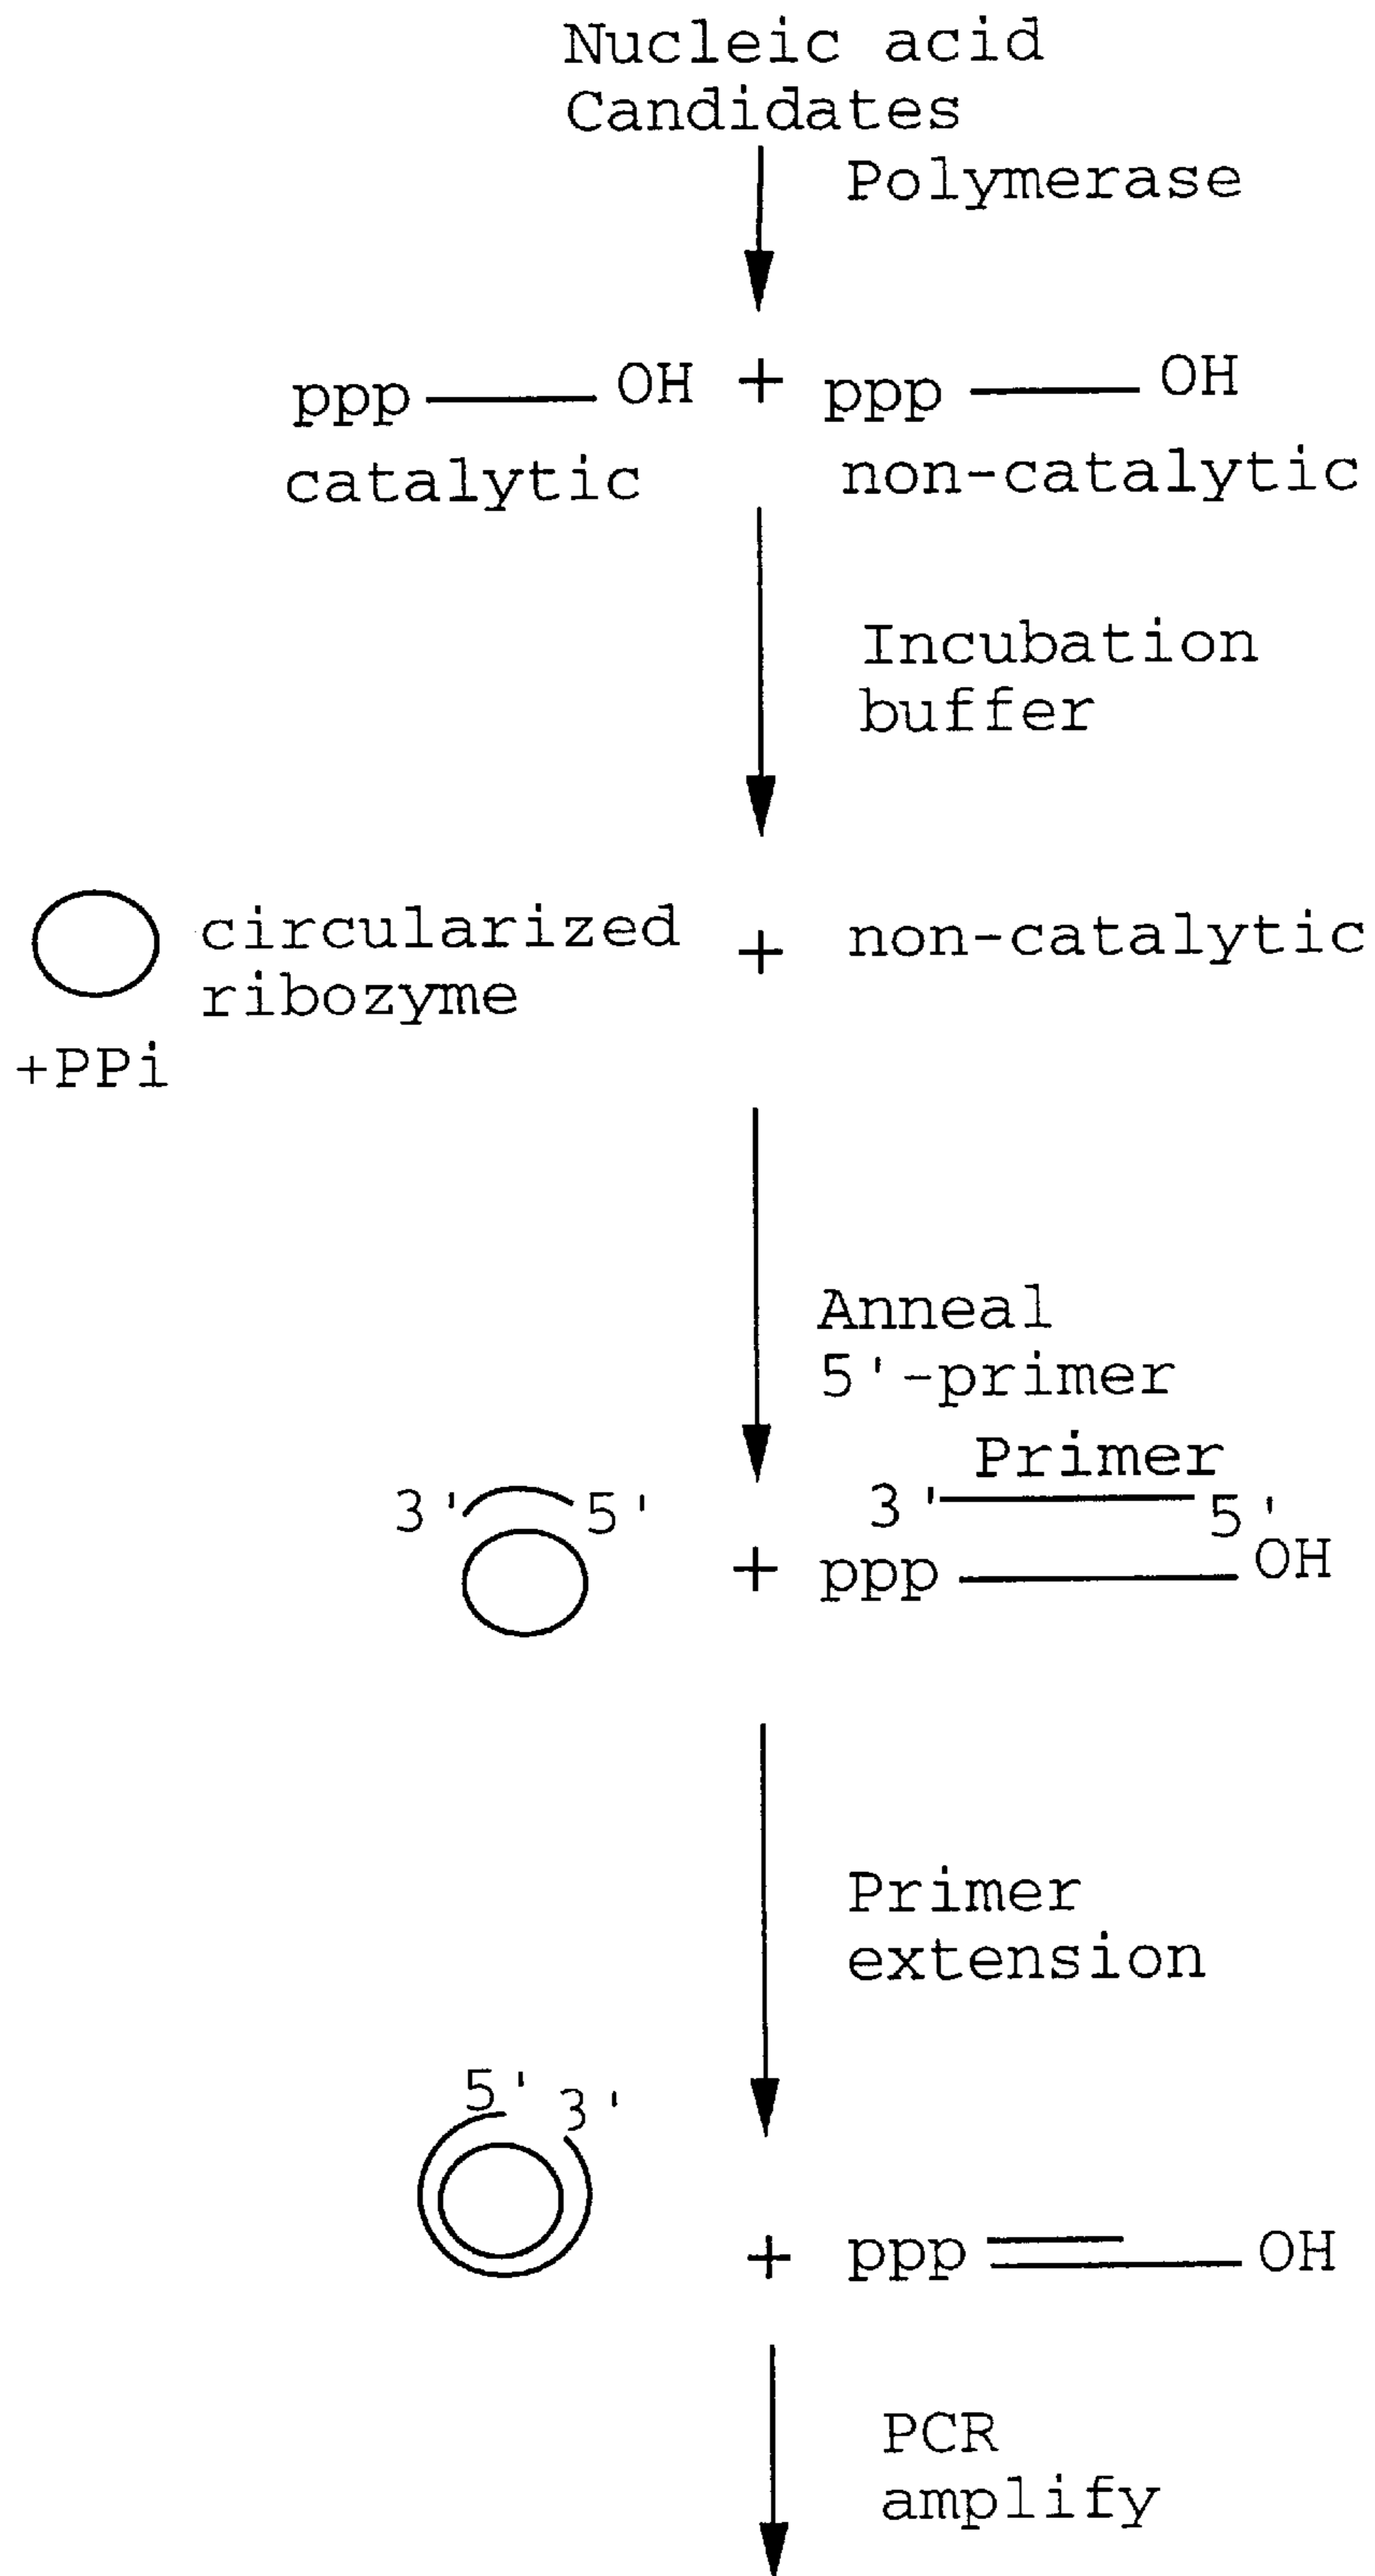 Nucleic acid
Candidates
Polymerase
ppp OH + ppp OH
catalytic non-catalytic
Incubation
buffer
circularized + non-catalytic
ribozyme
+PPi
Anneal
5'-primer
Primer
3' 5' 3' 5'
+ ppp OH
Primer
extension
5' 3'
+ ppp OH
PCR
amplify